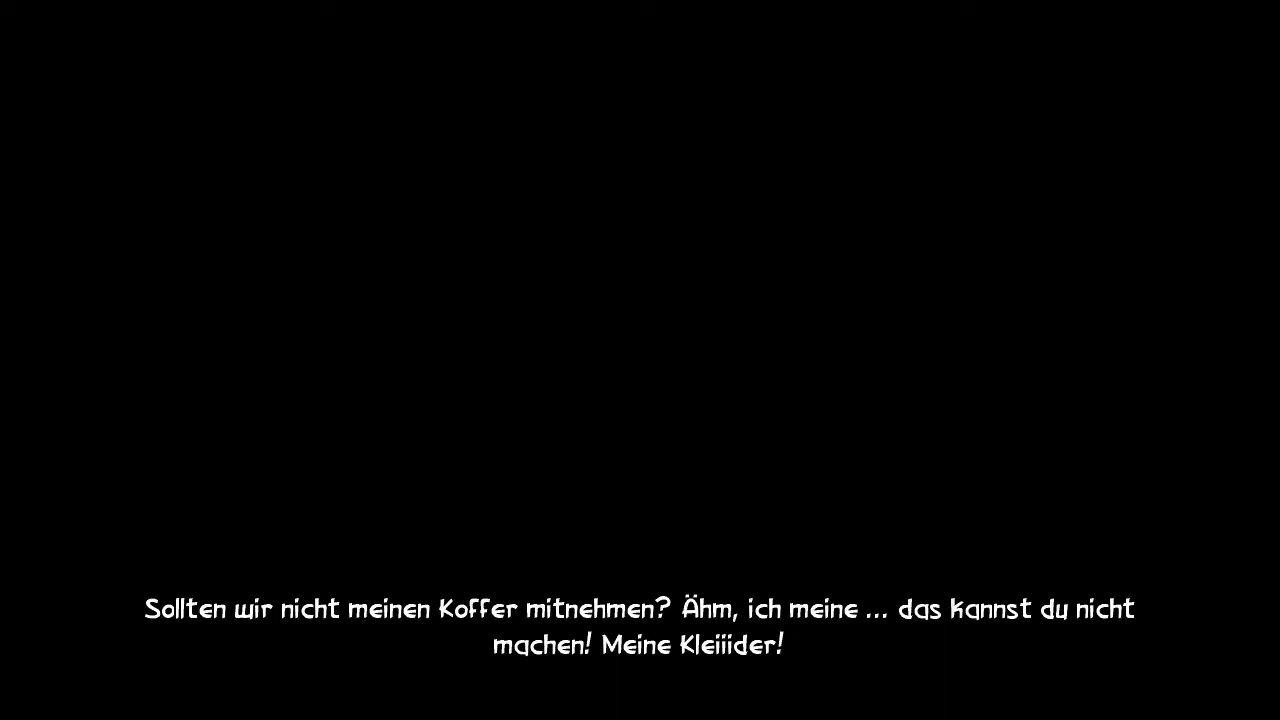 Sollten wir nicht meinen Koffer mitnehmen? Ähm, ich meine ... das kannst du nicht
machen! Meine Kleiiider!